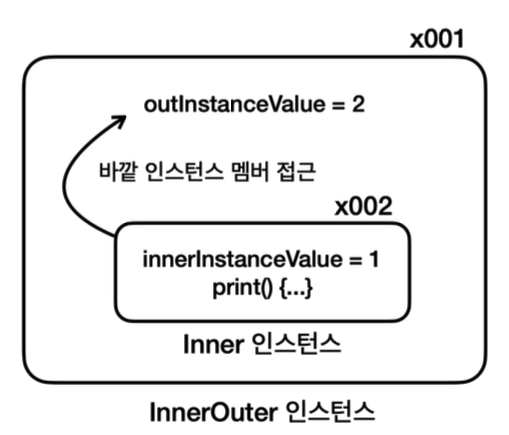 x001
outInstanceValue = 2
바깥 인스턴스 멤버 접근
x002
innerInstanceValue = 1
print() {...}
Inner 인스턴스
InnerOuter 인스턴스